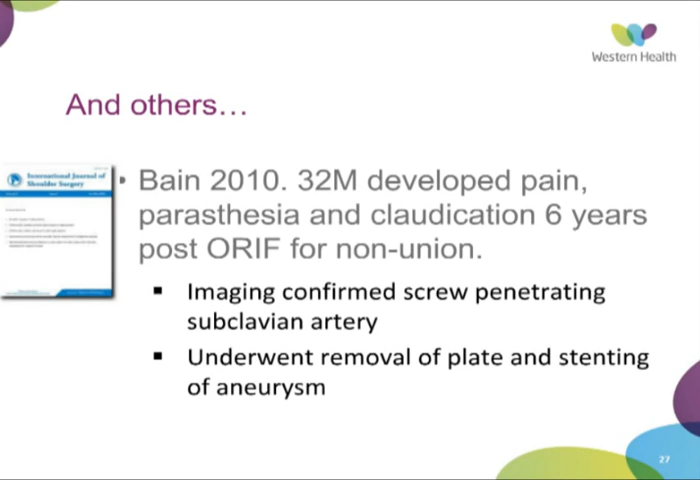 Western Health
And others…
International Journal of
Shoulder Surgery
• Bain 2010. 32M developed pain,
parasthesia and claudication 6 years
post ORIF for non-union.
▪ Imaging confirmed screw penetrating
subclavian artery
▪ Underwent removal of plate and stenting
of aneurysm
27